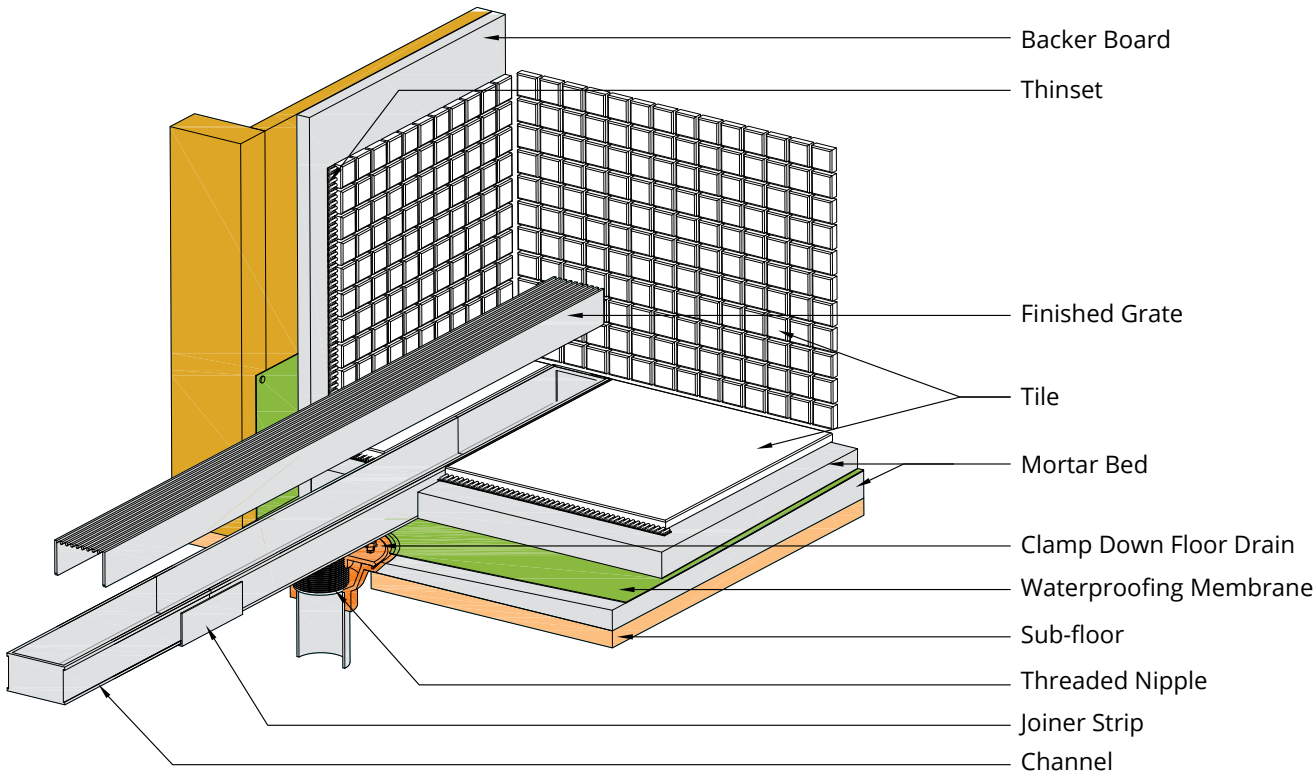 Backer Board
Thinset
Finished Grate
Tile
Mortar Bed
Clamp Down Floor Drain
Waterproofing Membrane
Sub-floor
Threaded Nipple
Joiner Strip
Channel